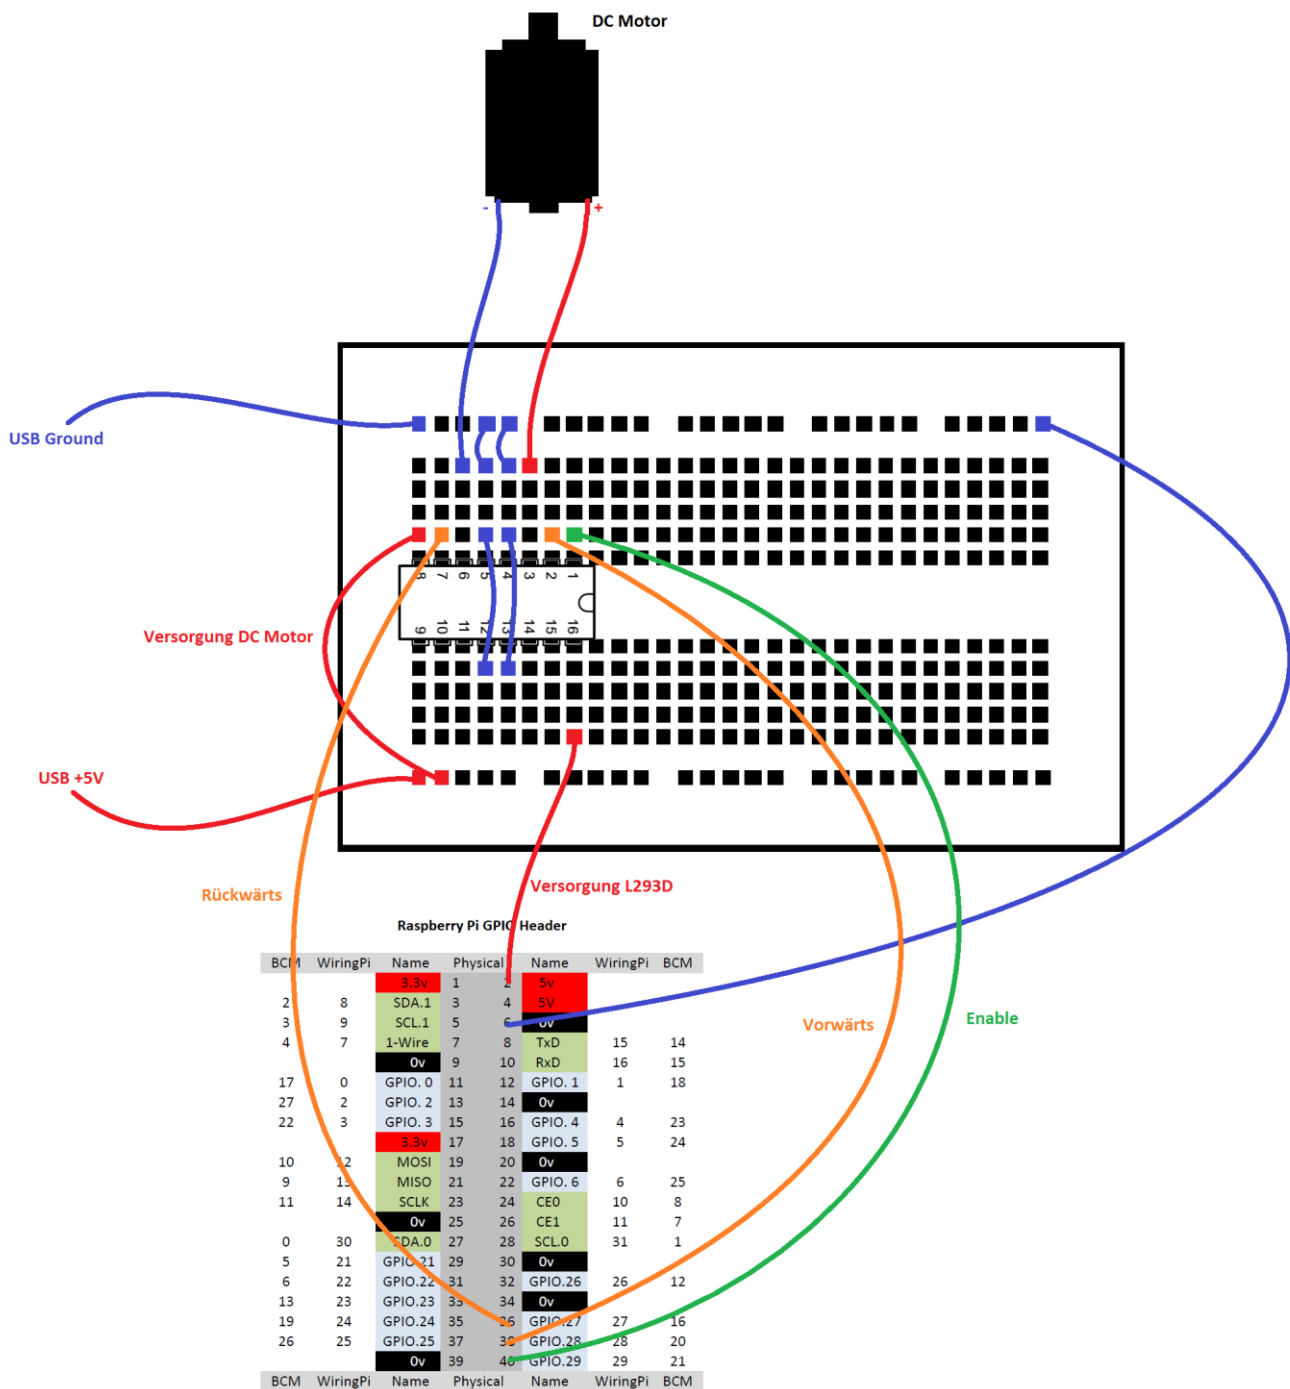 DC Motor
- +
USB Ground
8 7 6 5 4 3 2 1
9 10 11 12 13 14 15 16
Versorgung DC Motor
USB +5V
Rückwärts
Versorgung L293D
Raspberry Pi GPIO Header
BCM WiringPi Name Physical Name WiringPi BCM
3.3v 1 2 5v
2 8 SDA.1 3 4 5V
3 9 SCL.1 5 6 0v
Vorwärts
Enable
4 7 1-Wire 7 8 TxD 15 14
0v 9 10 RxD 16 15
17 0 GPIO. 0 11 12 GPIO. 1 1 18
27 2 GPIO. 2 13 14 0v
22 3 GPIO. 3 15 16 GPIO. 4 4 23
3.3v 17 18 GPIO. 5 5 24
10 12 MOSI 19 20 0v
9 13 MISO 21 22 GPIO. 6 6 25
11 14 SCLK 23 24 CE0 10 8
0v 25 26 CE1 11 7
0 30 SDA.0 27 28 SCL.0 31 1
5 21 GPIO.21 29 30 0v
6 22 GPIO.22 31 32 GPIO.26 26 12
13 23 GPIO.23 33 34 0v
19 24 GPIO.24 35 36 GPIO.27 27 16
26 25 GPIO.25 37 38 GPIO.28 28 20
0v 39 40 GPIO.29 29 21
BCM WiringPi Name Physical Name WiringPi BCM